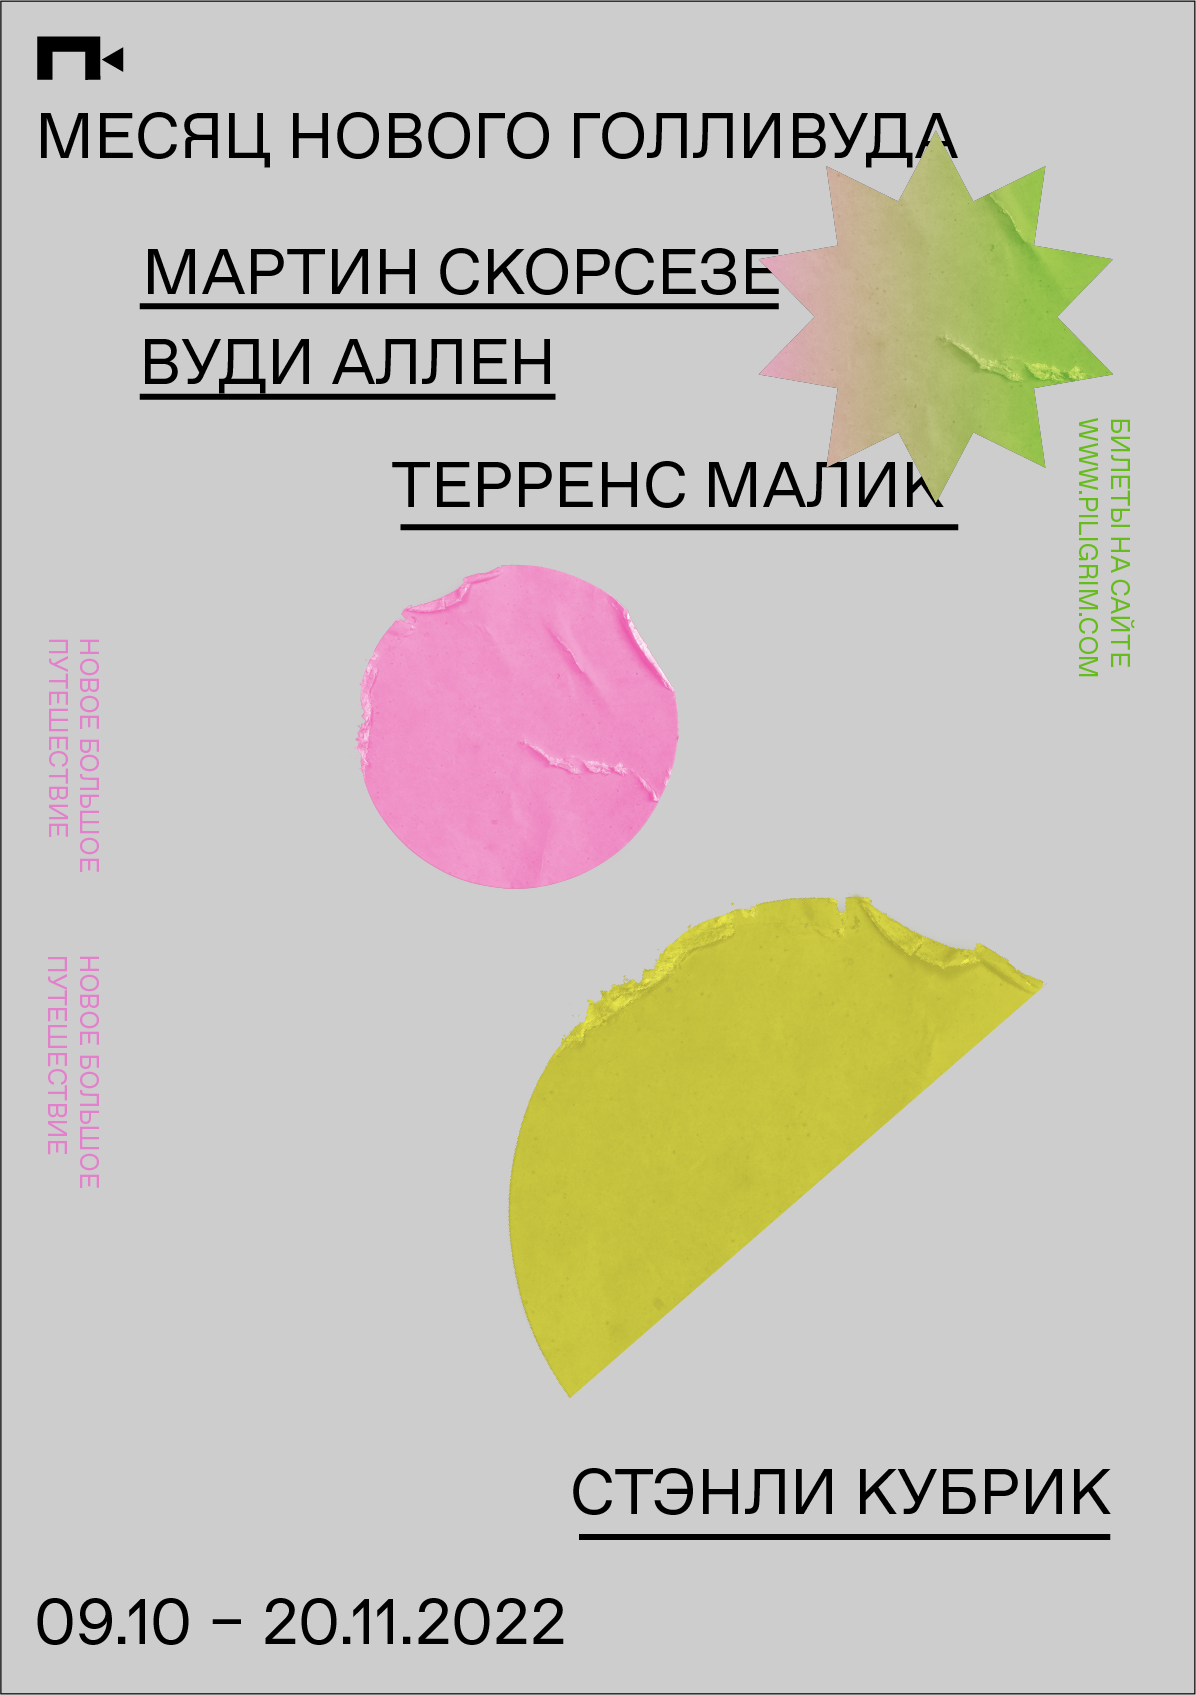 МЕСЯЦ НОВОГО ГОЛЛИВУДА
МАРТИН СКОРСЕЗЕ
ВУДИ АЛЛЕН
ТЕРРЕНС МАЛИК
БИЛЕТЫ НА САЙТЕ
WWW.PILIGRIM.COM
НОВОЕ БОЛЬШОЕ
ПУТЕШЕСТВИЕ
НОВОЕ БОЛЬШОЕ
ПУТЕШЕСТВИЕ
СТЭНЛИ КУБРИК
09.10 – 20.11.2022